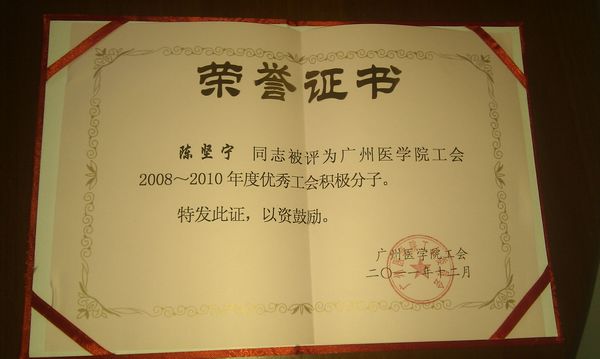 荣誉证书
陈坚宁 同志被评为广州医学院工会
2008～2010年度优秀工会积极分子。
特发此证，以资鼓励。
广州医学院工会
二〇一一年十二月